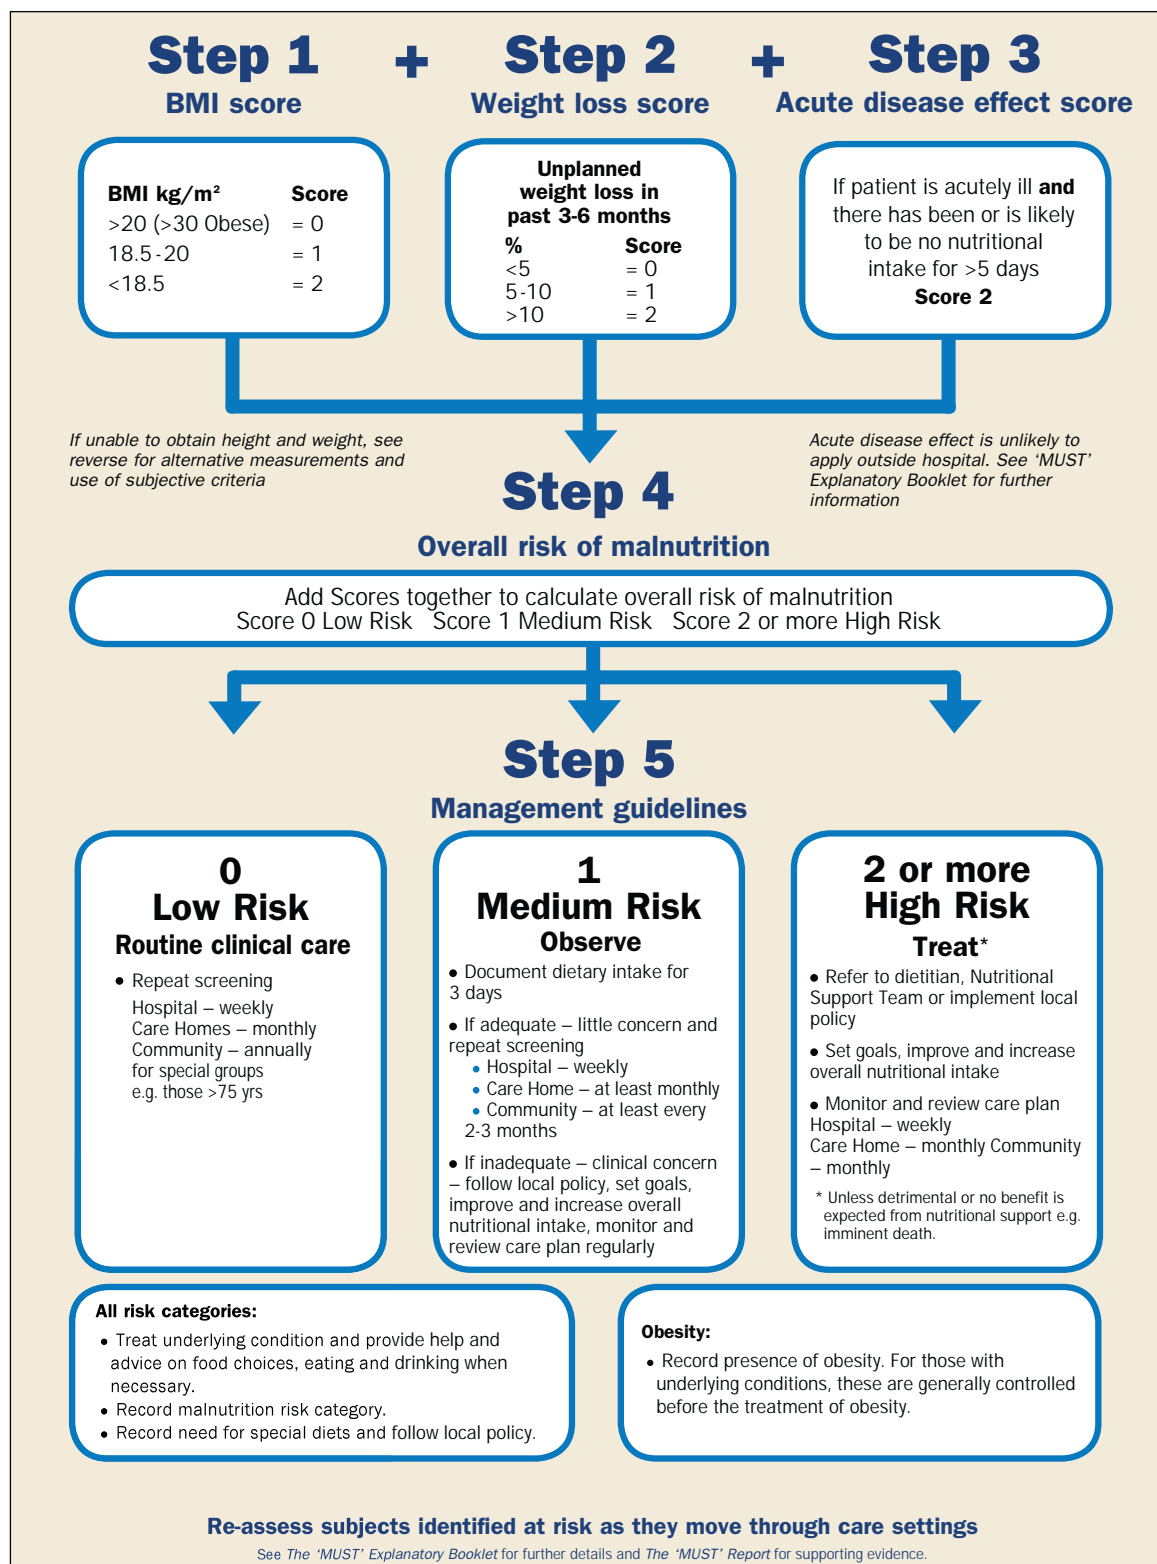 Step 1 + Step 2 + Step 3
BMI score
Weight loss score
Acute disease effect score
BMI kg/m² Score
>20 (>30 Obese) = 0
18.5-20 = 1
<18.5 = 2
Unplanned
weight loss in
past 3-6 months
% Score
<5 = 0
5-10 = 1
>10 = 2
If patient is acutely ill and
there has been or is likely
to be no nutritional
intake for >5 days
Score 2
If unable to obtain height and weight, see
reverse for alternative measurements and
use of subjective criteria
Acute disease effect is unlikely to
apply outside hospital. See ‘MUST’
Explanatory Booklet for further
information
Step 4
Overall risk of malnutrition
Add Scores together to calculate overall risk of malnutrition
Score 0 Low Risk Score 1 Medium Risk Score 2 or more High Risk
Step 5
Management guidelines
0
Low Risk
Routine clinical care
• Repeat screening
Hospital – weekly
Care Homes – monthly
Community – annually
for special groups
e.g. those >75 yrs
1
Medium Risk
Observe
• Document dietary intake for
3 days
• If adequate – little concern and
repeat screening
• Hospital – weekly
• Care Home – at least monthly
• Community – at least every
2-3 months
• If inadequate – clinical concern
– follow local policy, set goals,
improve and increase overall
nutritional intake, monitor and
review care plan regularly
2 or more
High Risk
Treat*
• Refer to dietitian, Nutritional
Support Team or implement local
policy
• Set goals, improve and increase
overall nutritional intake
• Monitor and review care plan
Hospital – weekly
Care Home – monthly Community
– monthly
* Unless detrimental or no benefit is
expected from nutritional support e.g.
imminent death.
All risk categories:
• Treat underlying condition and provide help and
advice on food choices, eating and drinking when
necessary.
• Record malnutrition risk category.
• Record need for special diets and follow local policy.
Obesity:
• Record presence of obesity. For those with
underlying conditions, these are generally controlled
before the treatment of obesity.
Re-assess subjects identified at risk as they move through care settings
See The ‘MUST’ Explanatory Booklet for further details and The ‘MUST’ Report for supporting evidence.